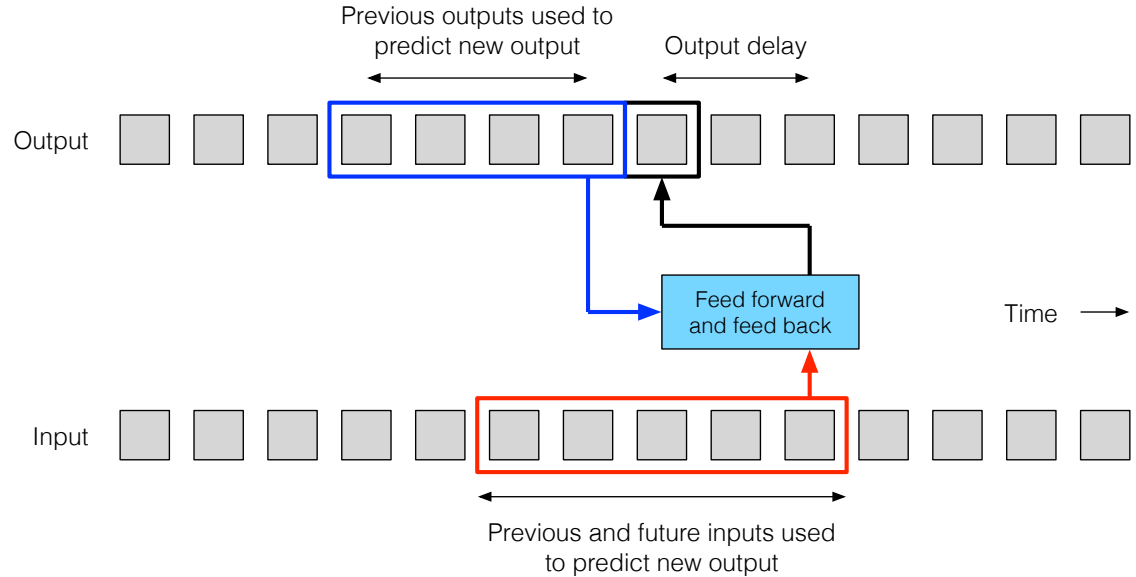 Previous outputs used to
predict new output
Output delay
Output
Feed forward
and feed back
Time
Input
Previous and future inputs used
to predict new output